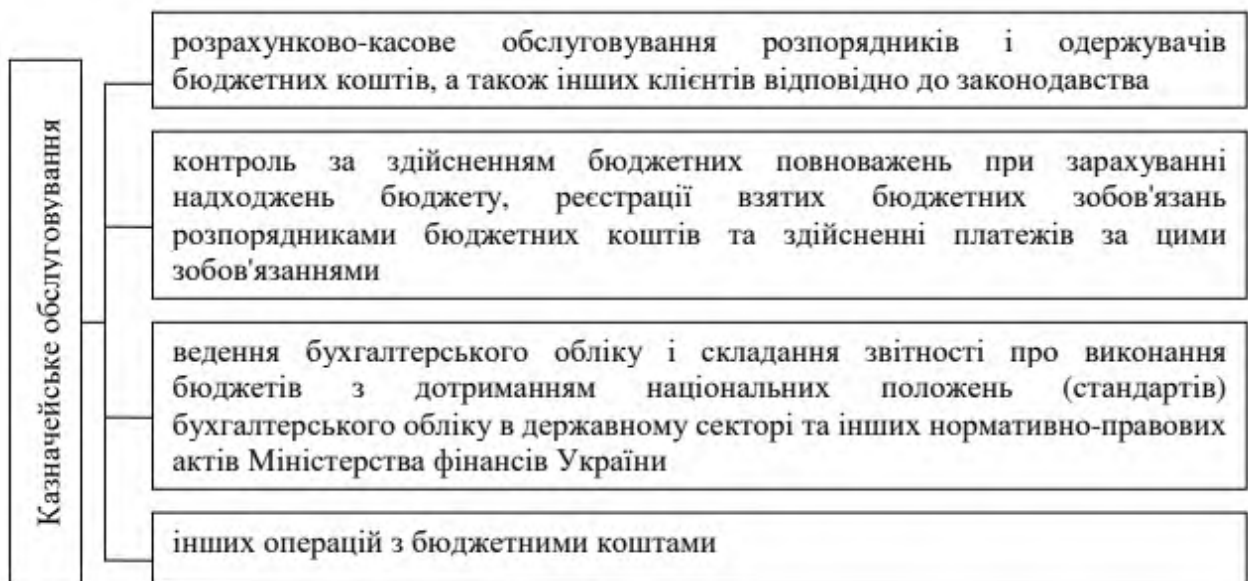 Казначейське обслуговування
розрахунково-касове обслуговування розпорядників і одержувачів
бюджетних коштів, а також інших клієнтів відповідно до законодавства
контроль за здійсненням бюджетних повноважень при зарахуванні
надходжень бюджету, реєстрації взятих бюджетних зобов'язань
розпорядниками бюджетних коштів та здійсненні платежів за цими
зобов'язаннями
ведення бухгалтерського обліку і складання звітності про виконання
бюджетів з дотриманням національних положень (стандартів)
бухгалтерського обліку в державному секторі та інших нормативно-правових
актів Міністерства фінансів України
інших операцій з бюджетними коштами